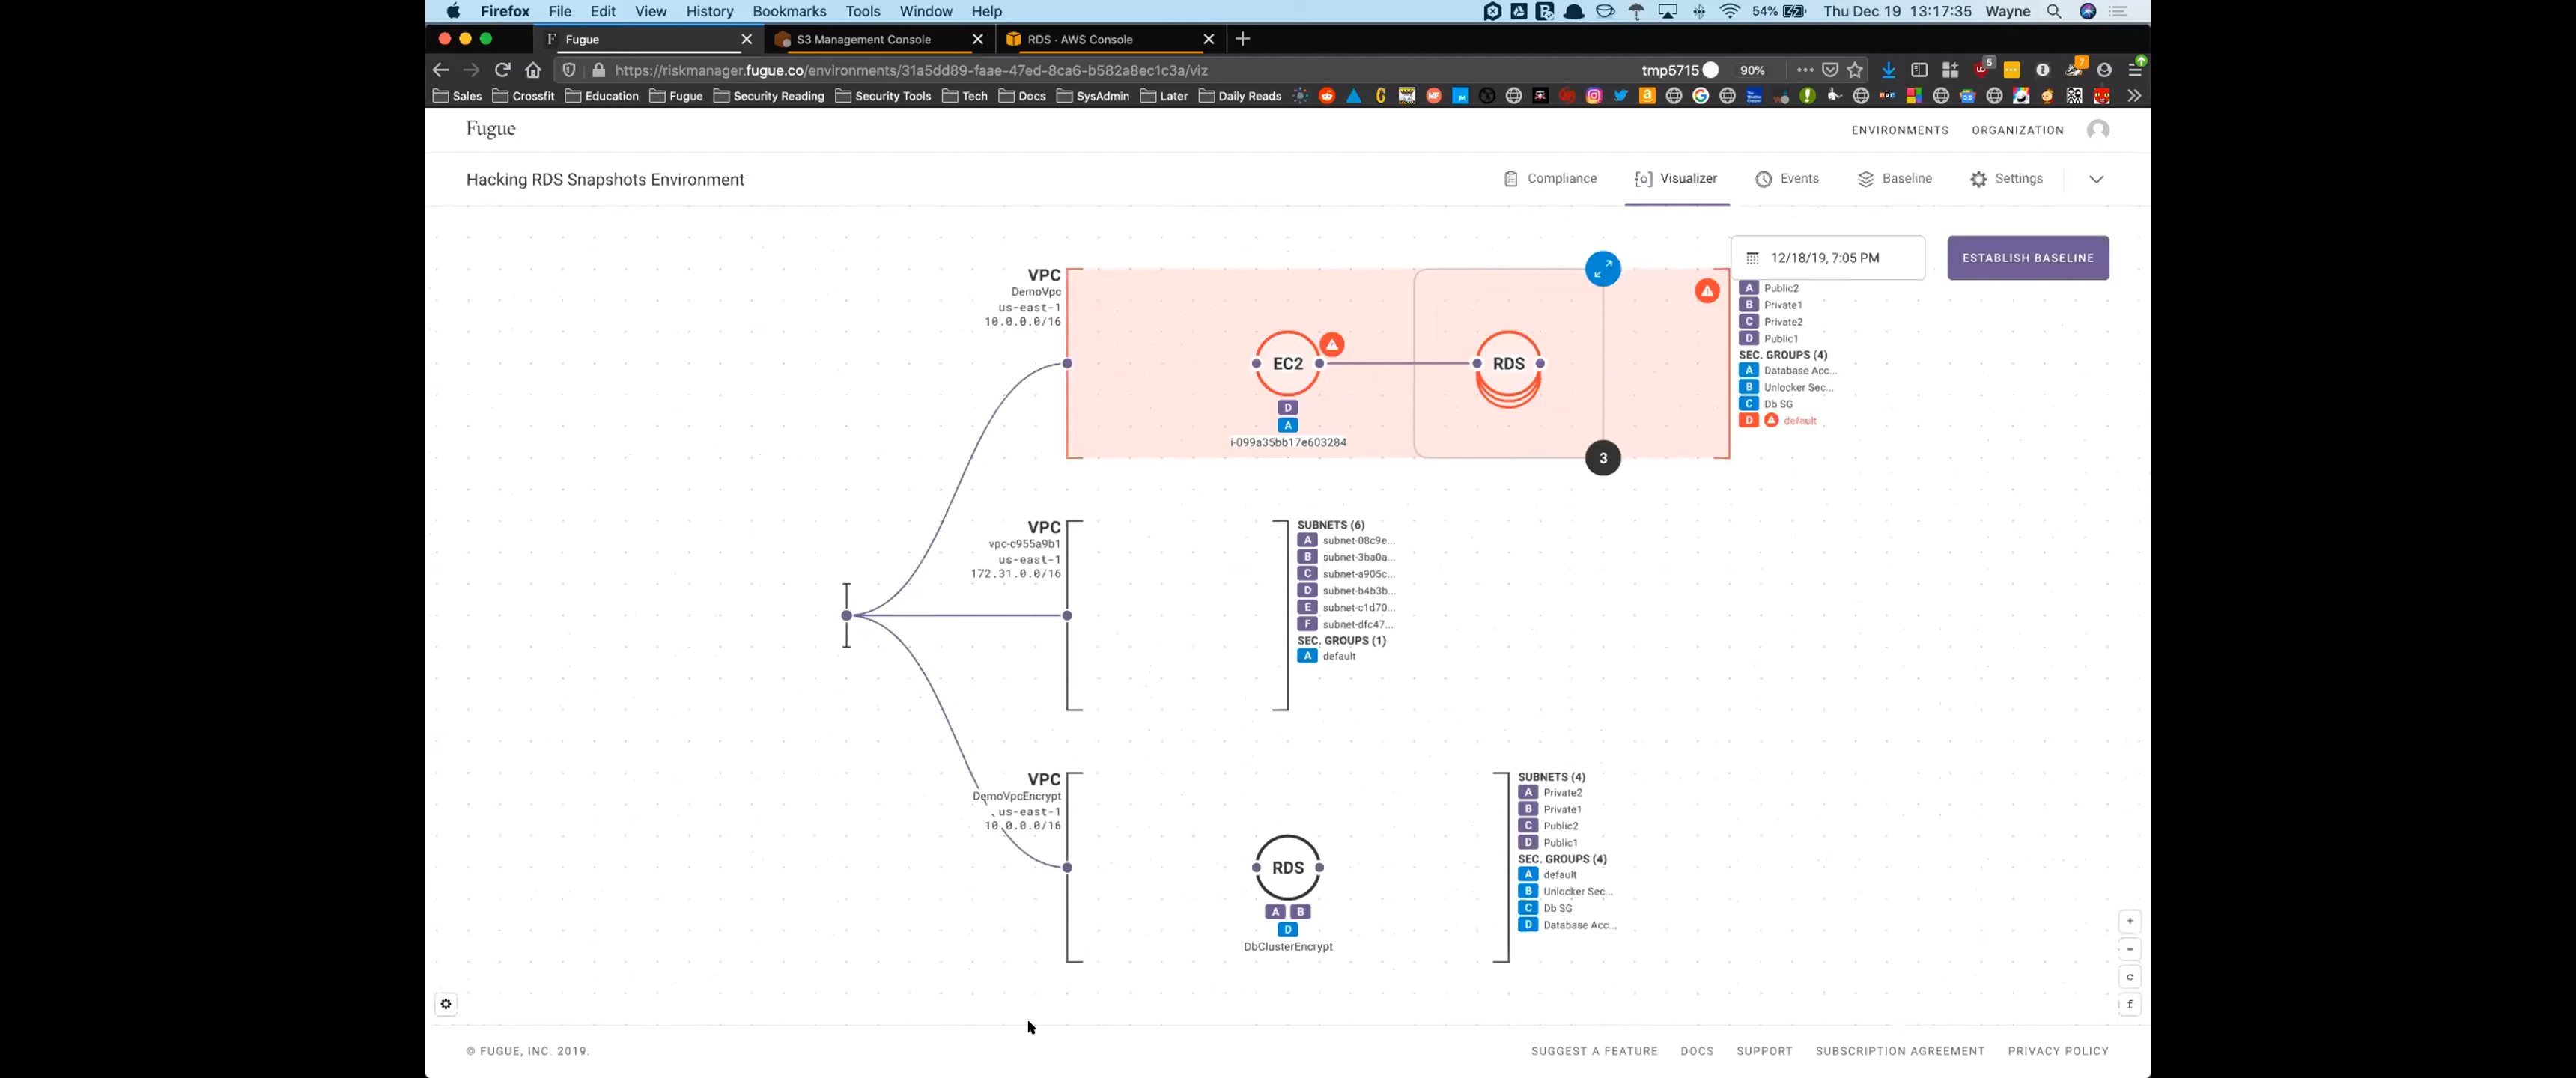 Firefox File Edit View History Bookmarks Tools Window Help 54% Thu Dec 19 13:17:35 Wayne
F Fugue S3 Management Console RDS · AWS Console
https://riskmanager.fugue.co/environments/31a5dd89-faae-47ed-8ca6-b582a8ec1c3a/viz tmp5715 90% 5 7
Sales Crossfit Education Fugue Security Reading Security Tools Tech Docs SysAdmin Later Daily Reads
Fugue
ENVIRONMENTS ORGANIZATION
Hacking RDS Snapshots Environment
Compliance Visualizer Events Baseline Settings
12/18/19, 7:05 PM
ESTABLISH BASELINE
VPC
DemoVpc
us-east-1
10.0.0.0/16
EC2
D
A
i-099a35bb17e603284
RDS
3
A Public2
B Private1
C Private2
D Public1
SEC. GROUPS (4)
A Database Acc...
B Unlocker Sec...
C Db SG
D default
VPC
vpc-c955a9b1
us-east-1
172.31.0.0/16
SUBNETS (6)
A subnet-08c9e...
B subnet-3ba0a...
C subnet-a905c...
D subnet-b4b3b...
E subnet-c1d70...
F subnet-dfc47...
SEC. GROUPS (1)
A default
VPC
DemoVpcEncrypt
us-east-1
10.0.0.0/16
RDS
A B
D
DbClusterEncrypt
SUBNETS (4)
A Private2
B Private1
C Public2
D Public1
SEC. GROUPS (4)
A default
B Unlocker Sec...
C Db SG
D Database Acc...
+
-
c
f
© FUGUE, INC. 2019.
SUGGEST A FEATURE DOCS SUPPORT SUBSCRIPTION AGREEMENT PRIVACY POLICY